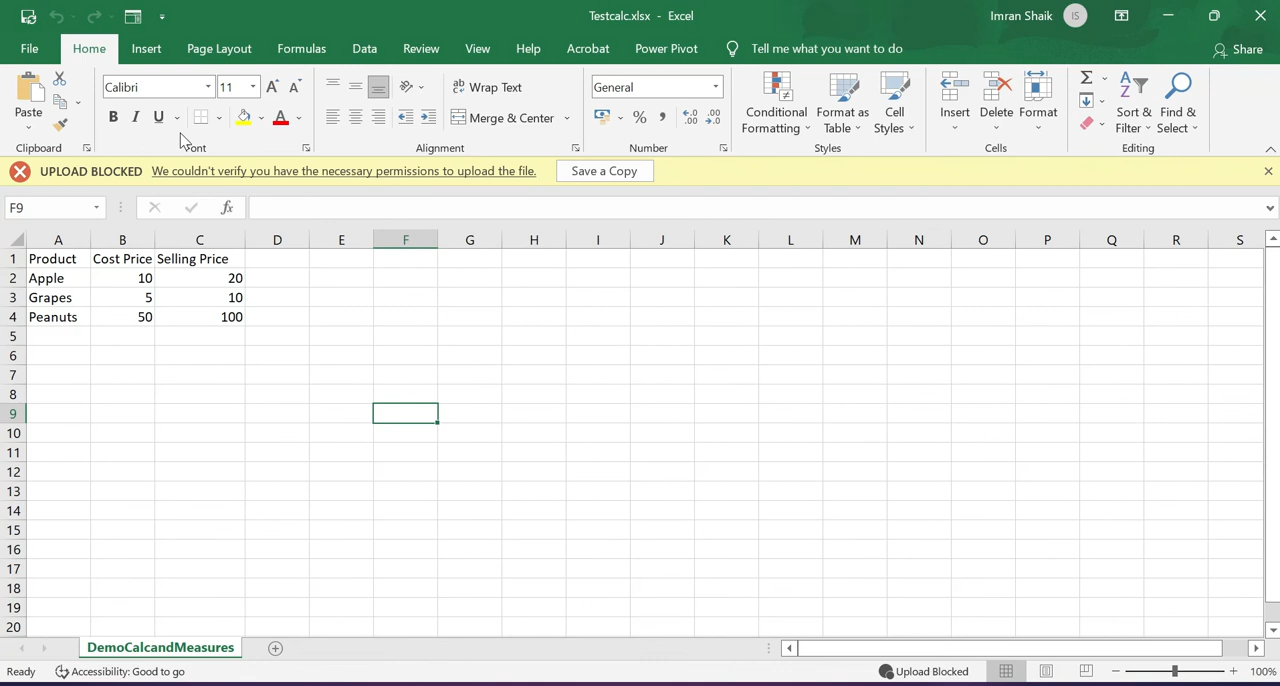 Testcalc.xlsx - Excel
Imran Shaik IS
File Home Insert Page Layout Formulas Data Review View Help Acrobat Power Pivot Tell me what you want to do Share
Calibri 11 A A Wrap Text General
Paste B I U A Merge & Center % Conditional Formatting Format as Table Cell Styles Insert Delete Format Sort & Filter Find & Select
Clipboard Font Alignment Number Styles Cells Editing
UPLOAD BLOCKED We couldn't verify you have the necessary permissions to upload the file. Save a Copy
F9 fx
A B C D E F G H I J K L M N O P Q R S
1 Product Cost Price Selling Price
2 Apple 10 20
3 Grapes 5 10
4 Peanuts 50 100
5
6
7
8
9
10
11
12
13
14
15
16
17
18
19
20
DemoCalcandMeasures
Ready Accessibility: Good to go Upload Blocked 100%